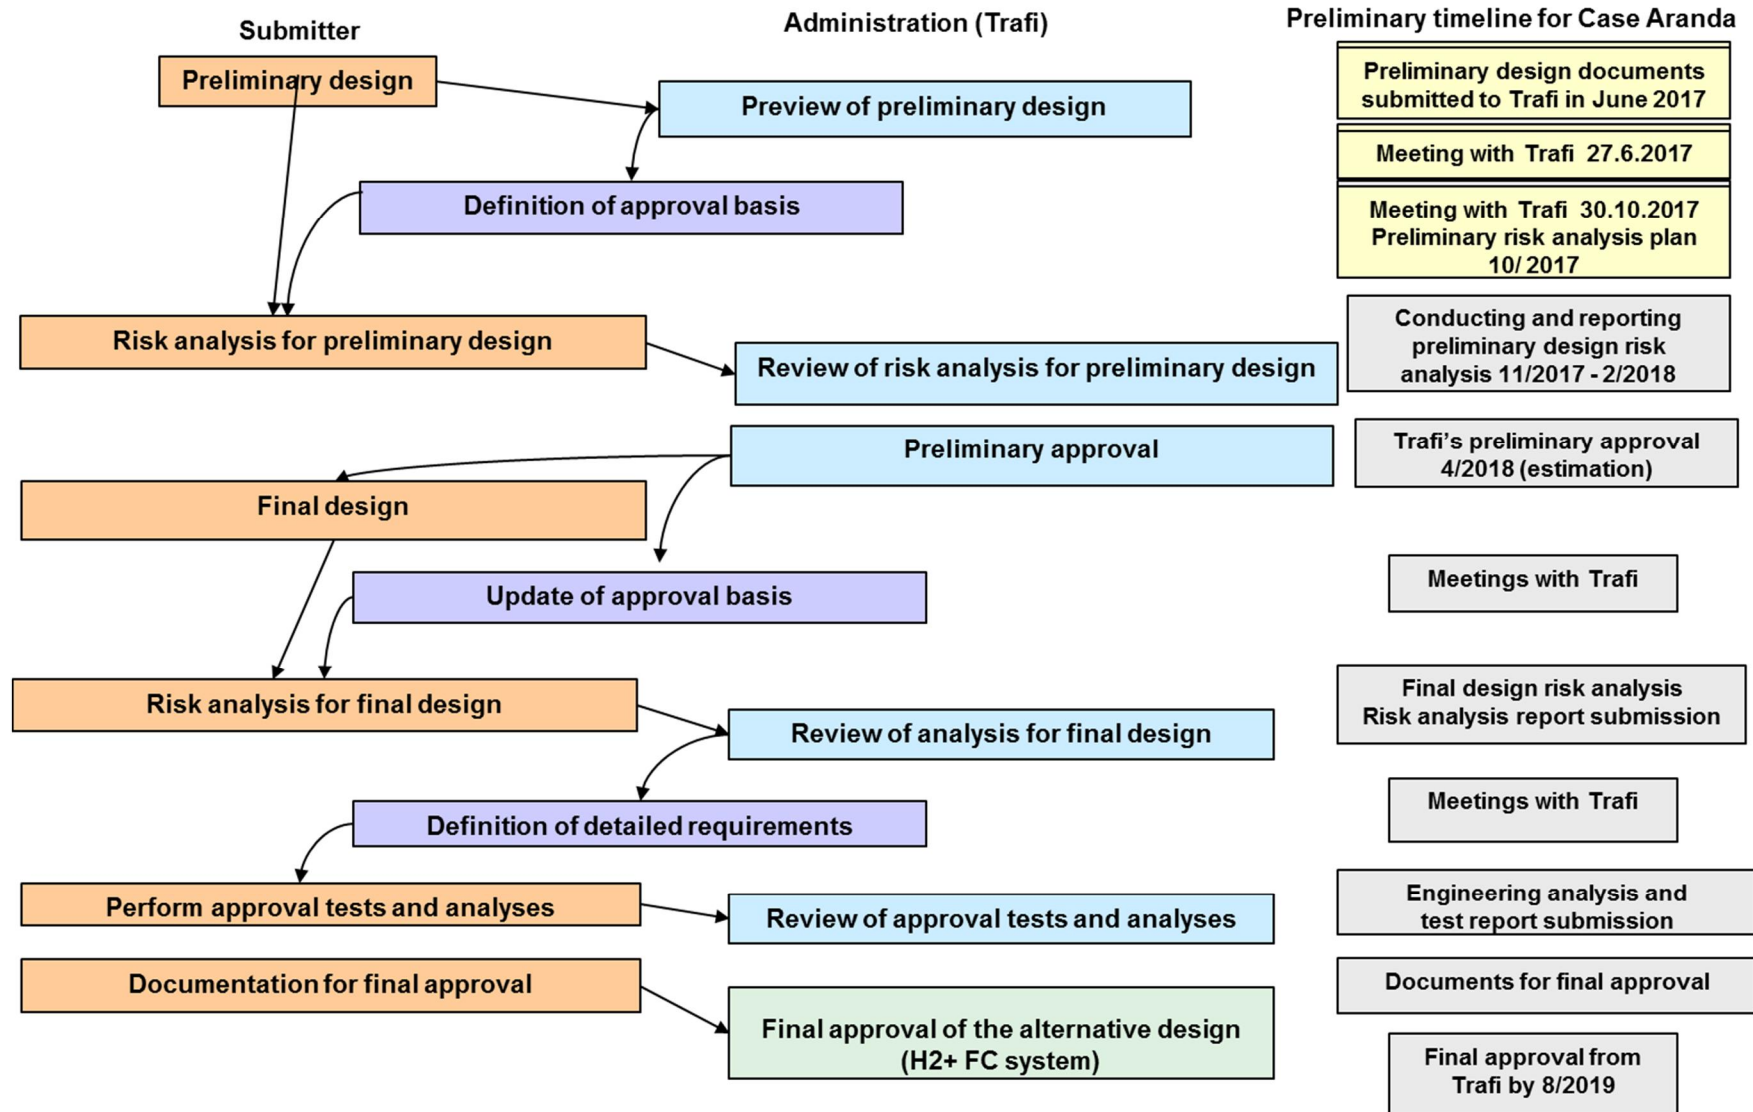 Submitter
Administration (Trafi)
Preliminary timeline for Case Aranda
Preliminary design
Preview of preliminary design
Preliminary design documents
submitted to Trafi in June 2017
Meeting with Trafi 27.6.2017
Definition of approval basis
Meeting with Trafi 30.10.2017
Preliminary risk analysis plan
10/ 2017
Risk analysis for preliminary design
Review of risk analysis for preliminary design
Conducting and reporting
preliminary design risk
analysis 11/2017 - 2/2018
Preliminary approval
Trafi’s preliminary approval
4/2018 (estimation)
Final design
Update of approval basis
Meetings with Trafi
Risk analysis for final design
Review of analysis for final design
Final design risk analysis
Risk analysis report submission
Definition of detailed requirements
Meetings with Trafi
Perform approval tests and analyses
Review of approval tests and analyses
Engineering analysis and
test report submission
Documentation for final approval
Final approval of the alternative design
(H2+ FC system)
Documents for final approval
Final approval from
Trafi by 8/2019